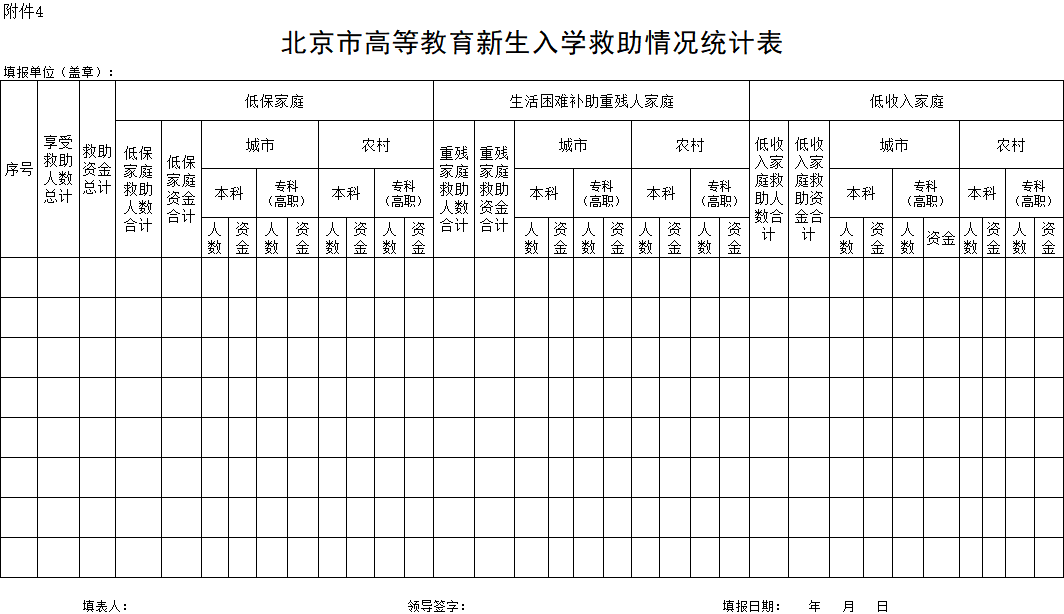 附件4
北京市高等教育新生入学救助情况统计表
填报单位（盖章）：
序号
享受救助人数总计
救助资金总计
低保家庭
生活困难补助重残人家庭
低收入家庭
低保家庭救助人数合计
低保家庭资金合计
城市
农村
重残家庭救助人数合计
重残家庭救助资金合计
城市
农村
低收入家庭救助人数合计
低收入家庭救助资金合计
城市
农村
本科
专科（高职）
本科
专科（高职）
本科
专科（高职）
本科
专科（高职）
本科
专科（高职）
本科
专科（高职）
人数 资金 人数 资金 人数 资金 人数 资金 人数 资金 人数 资金 人数 资金 人数 资金 人数 资金 人数 资金 人数 资金 人数 资金
填表人： 领导签字： 填报日期： 年 月 日